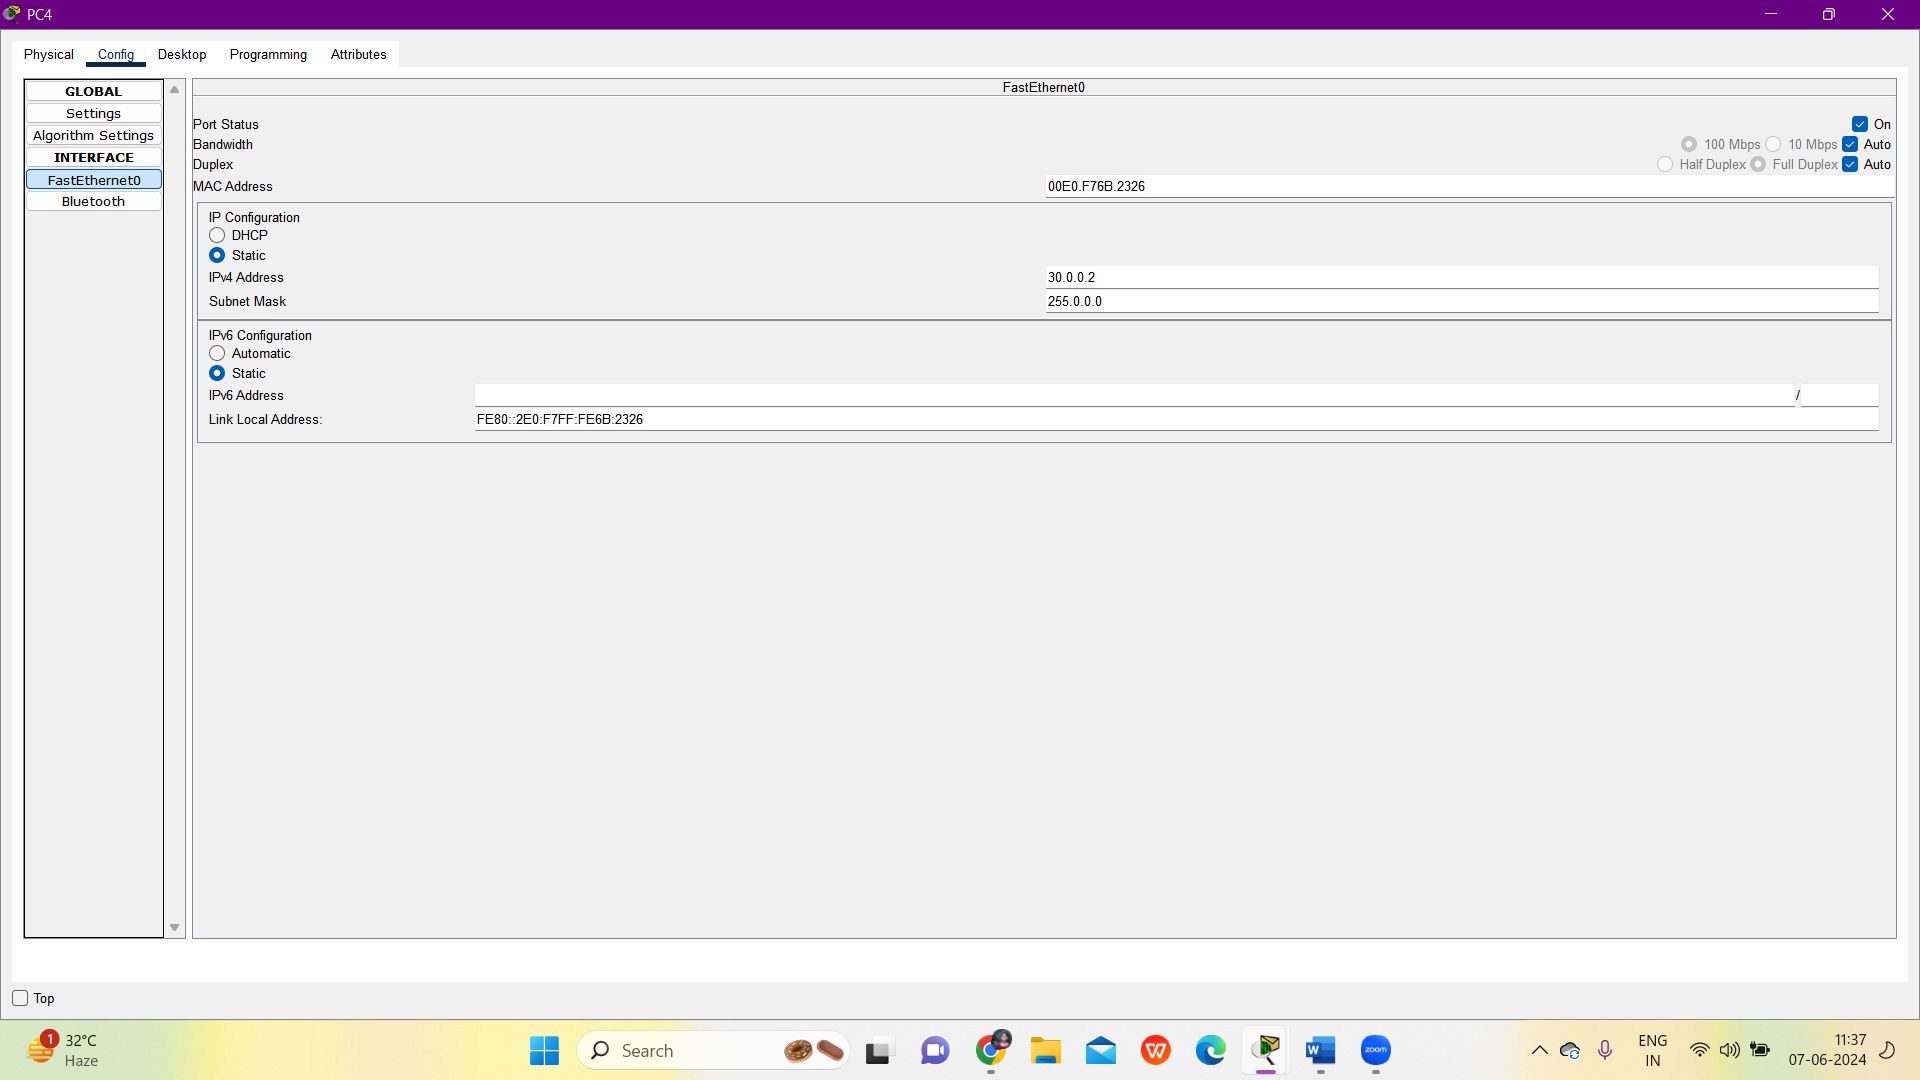 PC4
Physical Config Desktop Programming Attributes
GLOBAL
Settings
Algorithm Settings
INTERFACE
FastEthernet0
Bluetooth
FastEthernet0
Port Status On
Bandwidth 100 Mbps 10 Mbps Auto
Duplex Half Duplex Full Duplex Auto
MAC Address 00E0.F76B.2326
IP Configuration
DHCP
Static
IPv4 Address 30.0.0.2
Subnet Mask 255.0.0.0
IPv6 Configuration
Automatic
Static
IPv6 Address /
Link Local Address: FE80::2E0:F7FF:FE6B:2326
Top
1 32°C
Haze
Search
W
zoom
ENG
IN
11:37
07-06-2024